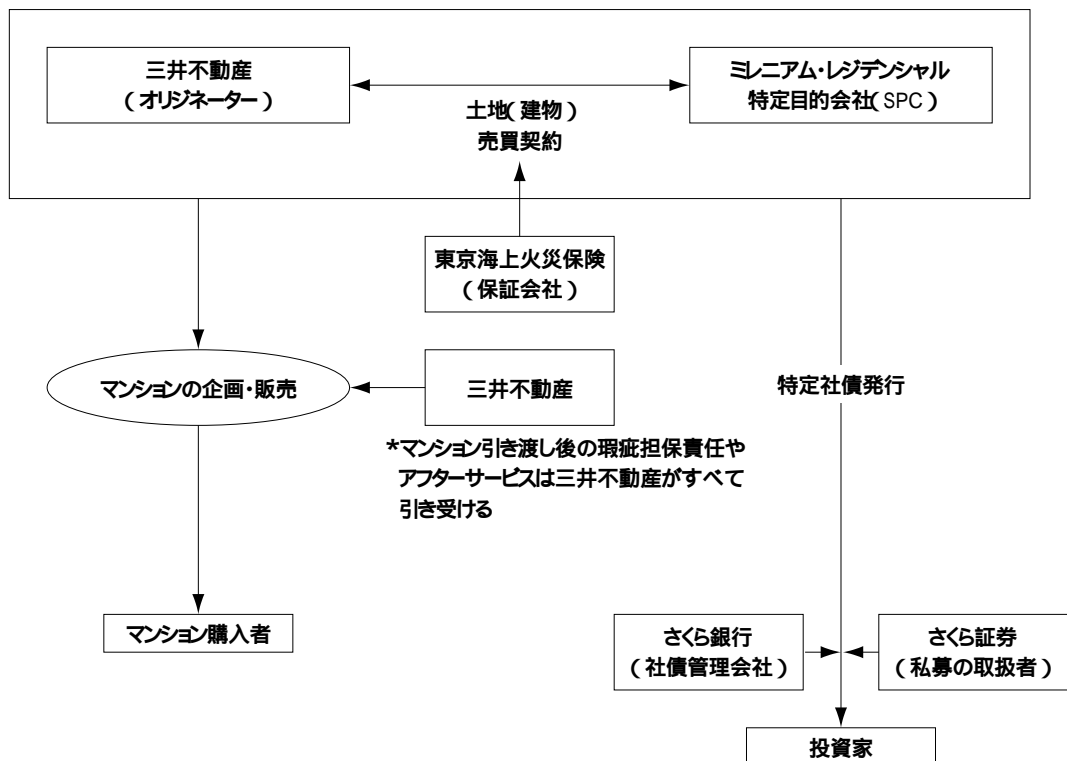 三井不動産
（オリジネーター）
ミレニアム・レジデンシャル
特定目的会社（SPC）
土地（建物）
売買契約
東京海上火災保険
（保証会社）
マンションの企画・販売
三井不動産
特定社債発行
*マンション引き渡し後の瑕疵担保責任や
アフターサービスは三井不動産がすべて
引き受ける
マンション購入者
さくら銀行
（社債管理会社）
さくら証券
（私募の取扱者）
投資家